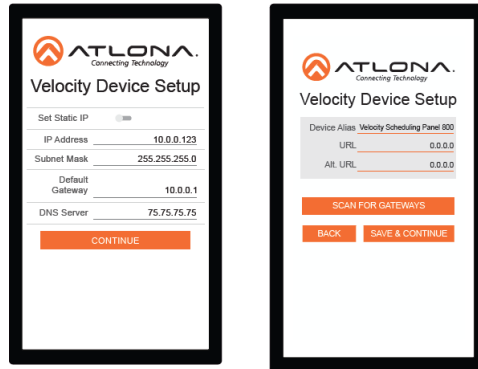 ATLONA.
Connecting Technology
Velocity Device Setup
Set Static IP
IP Address 10.0.0.123
Subnet Mask 255.255.255.0
Default
Gateway 10.0.0.1
DNS Server 75.75.75.75
CONTINUE
ATLONA.
Connecting Technology
Velocity Device Setup
Device Alias Velocity Scheduling Panel 800
URL 0.0.0.0
Alt. URL 0.0.0.0
SCAN FOR GATEWAYS
BACK SAVE & CONTINUE